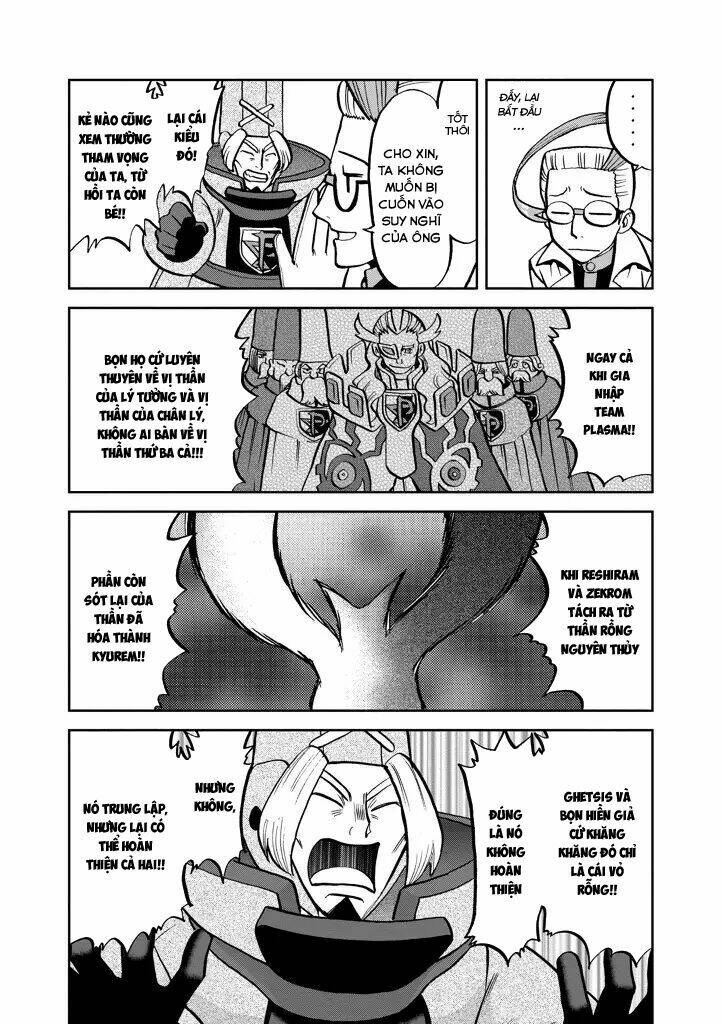 ......
ĐẤY, LẠI
BẮT ĐẦU
...
TỐT
THÔI
CHO XIN,
TA KHÔNG
MUỐN BỊ
CUỐN VÀO
SUY NGHĨ
CỦA ÔNG
LẠI CÁI
KIỂU
ĐÓ!
KẺ NÀO CŨNG
XEM THƯỜNG
THAM VỌNG
CỦA TA, TỪ
HỒI TA CÒN
BÉ!!
NGAY CẢ
KHI GIA
NHẬP
TEAM
PLASMA!!
BỌN HỌ CỨ LUYÊN
THUYÊN VỀ VỊ THẦN
CỦA LÝ TƯỞNG VÀ VỊ
THẦN CỦA CHÂN LÝ,
KHÔNG AI BÀN VỀ VỊ
THẦN THỨ BA CẢ!!!
KHI RESHIRAM
VÀ ZEKROM
TÁCH RA TỪ
THẦN RỒNG
NGUYÊN THỦY
PHẦN CÒN
SÓT LẠI CỦA
THẦN ĐÃ
HÓA THÀNH
KYUREM!!
GHETSIS VÀ
BỌN HIỀN GIẢ
CỨ KHĂNG
KHĂNG ĐÓ CHỈ
LÀ CÁI VỎ
RỖNG!!
ĐÚNG
LÀ NÓ
KHÔNG
HOÀN
THIỆN
NHƯNG
KHÔNG,
NÓ TRUNG LẬP,
NHƯNG LẠI CÓ
THỂ HOÀN
THIỆN CẢ HAI!!